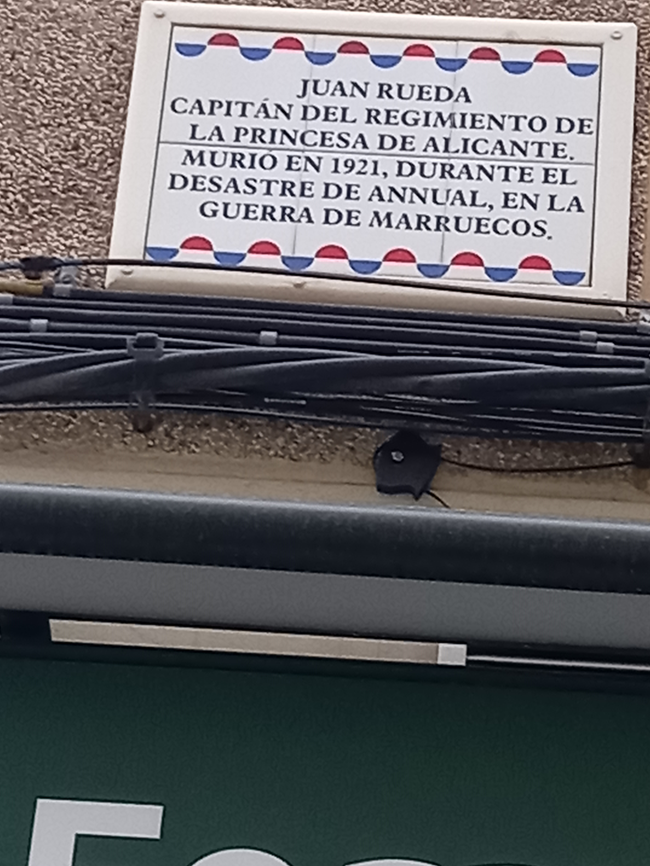 JUAN RUEDA
CAPITÁN DEL REGIMIENTO DE
LA PRINCESA DE ALICANTE.
MURIÓ EN 1921, DURANTE EL
DESASTRE DE ANNUAL, EN LA
GUERRA DE MARRUECOS.